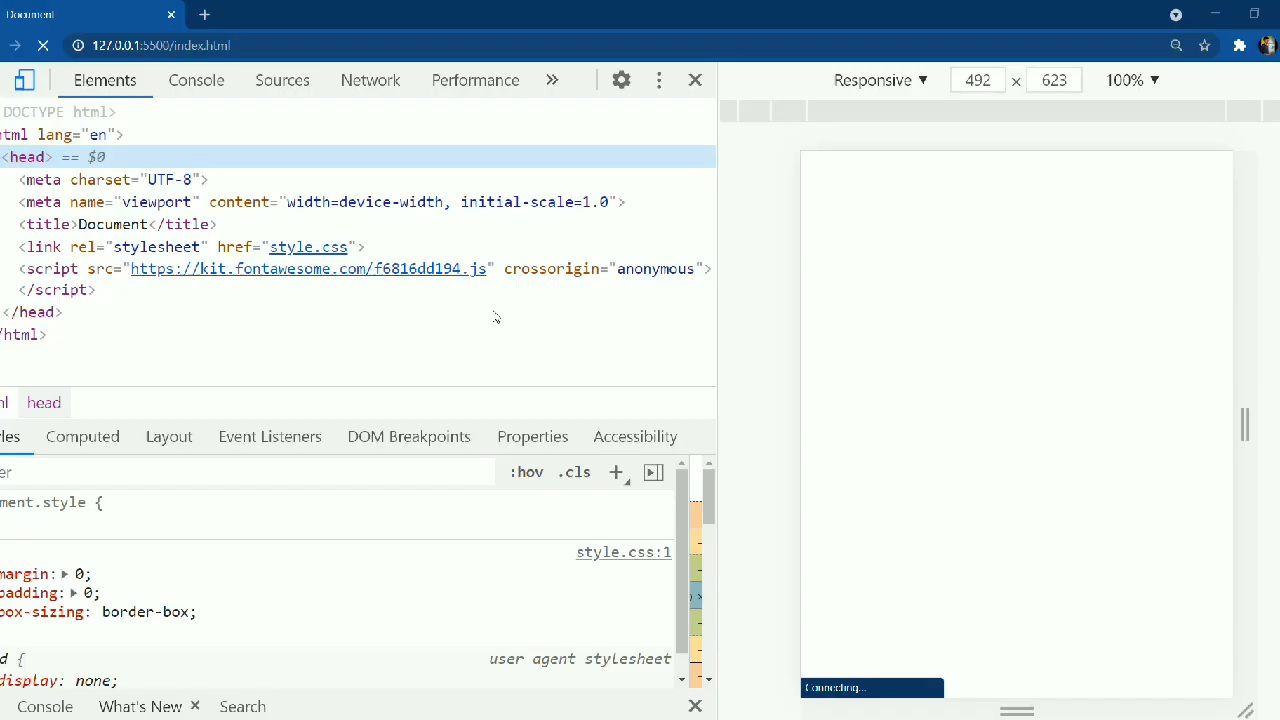 Document
127.0.0.1:5500/index.html
Elements Console Sources Network Performance
Responsive 492 × 623 100%
DOCTYPE html>
html lang="en">
<head> == $0
<meta charset="UTF-8">
<meta name="viewport" content="width=device-width, initial-scale=1.0">
<title>Document</title>
<link rel="stylesheet" href="style.css">
<script src="https://kit.fontawesome.com/f6816dd194.js" crossorigin="anonymous">
</script>
</head>
/html>
ml head
les Computed Layout Event Listeners DOM Breakpoints Properties Accessibility
er :hov .cls
ment.style {
style.css:1
margin: 0;
padding: 0;
box-sizing: border-box;
d { user agent stylesheet
display: none;
Connecting...
Console What's New Search